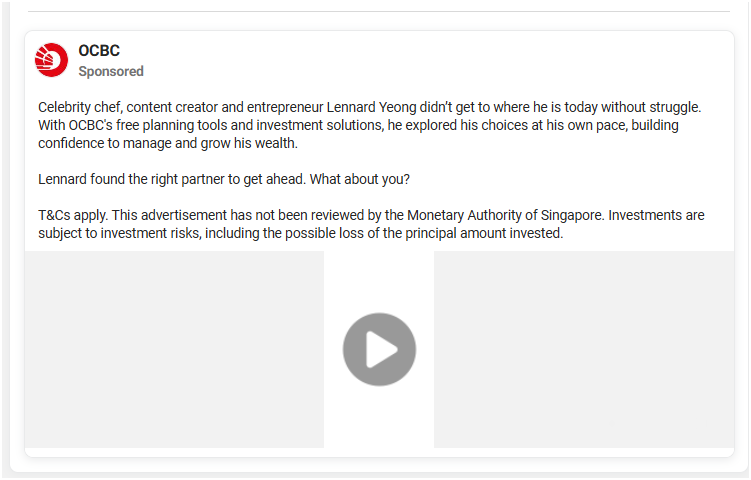 OCBC
Sponsored
Celebrity chef, content creator and entrepreneur Lennard Yeong didn’t get to where he is today without struggle.
With OCBC's free planning tools and investment solutions, he explored his choices at his own pace, building
confidence to manage and grow his wealth.
Lennard found the right partner to get ahead. What about you?
T&Cs apply. This advertisement has not been reviewed by the Monetary Authority of Singapore. Investments are
subject to investment risks, including the possible loss of the principal amount invested.